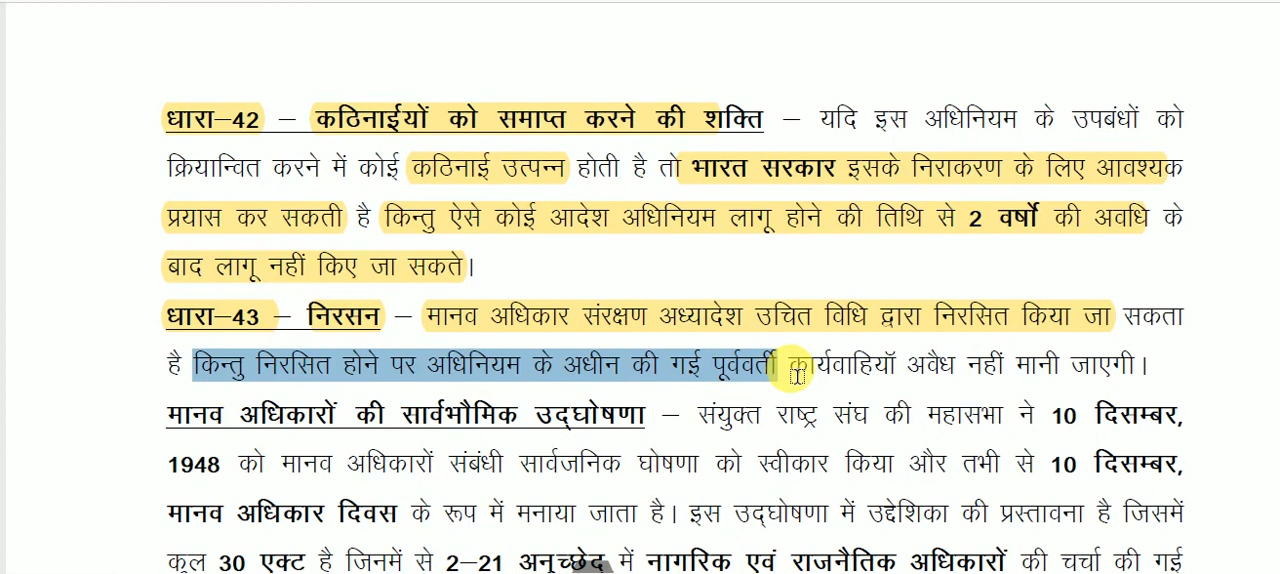 धारा–42 – कठिनाईयों को समाप्त करने की शक्ति – यदि इस अधिनियम के उपबंधों को
क्रियान्वित करने में कोई कठिनाई उत्पन्न होती है तो भारत सरकार इसके निराकरण के लिए आवश्यक
प्रयास कर सकती है किन्तु ऐसे कोई आदेश अधिनियम लागू होने की तिथि से 2 वर्षो की अवधि के
बाद लागू नहीं किए जा सकते।
धारा–43 – निरसन – मानव अधिकार संरक्षण अध्यादेश उचित विधि द्वारा निरसित किया जा सकता
है किन्तु निरसित होने पर अधिनियम के अधीन की गई पूर्ववर्ती कार्यवाहियॉ अवैध नहीं मानी जाएगी।
मानव अधिकारों की सार्वभौमिक उद्घोषणा – संयुक्त राष्ट्र संघ की महासभा ने 10 दिसम्बर,
1948 को मानव अधिकारों संबंधी सार्वजनिक घोषणा को स्वीकार किया और तभी से 10 दिसम्बर,
मानव अधिकार दिवस के रूप में मनाया जाता है। इस उद्घोषणा में उद्देशिका की प्रस्तावना है जिसमें
कुल 30 एक्ट है जिनमें से 2–21 अनुच्छेद में नागरिक एवं राजनैतिक अधिकारों की चर्चा की गई